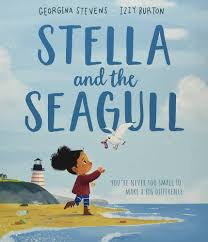 GEORGINA STEVENS • IZZY BURTON
STELLA
and the
SEAGULL
YOU'RE NEVER TOO SMALL TO
MAKE A BIG DIFFERENCE